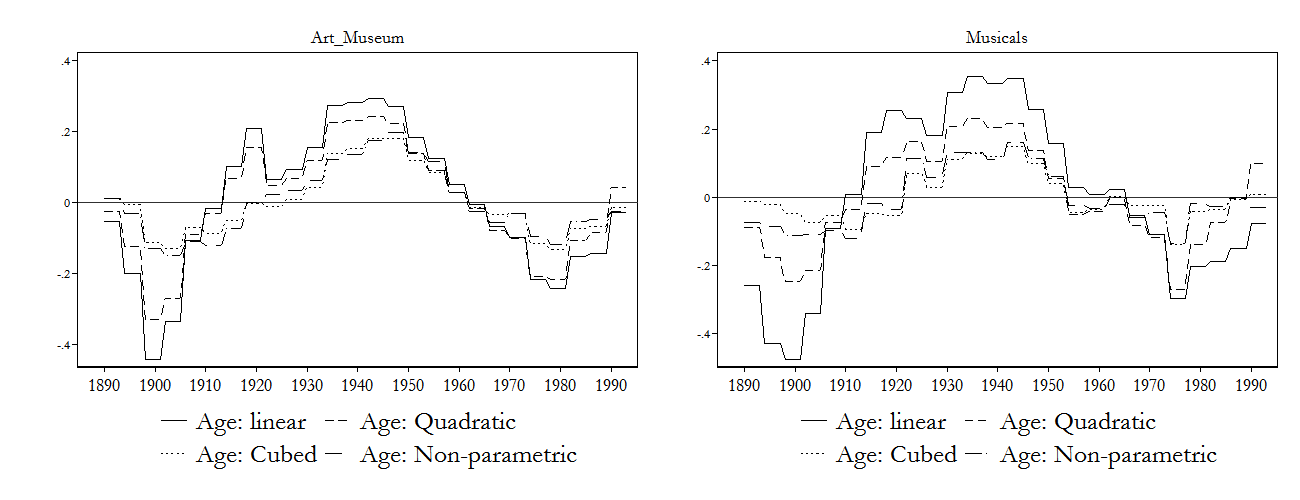 Art_Museum
.4
.2
0
-.2
-.4
1890 1900 1910 1920 1930 1940 1950 1960 1970 1980 1990
Age: linear Age: Quadratic
Age: Cubed Age: Non-parametric
Musicals
.4
.2
0
-.2
-.4
1890 1900 1910 1920 1930 1940 1950 1960 1970 1980 1990
Age: linear Age: Quadratic
Age: Cubed Age: Non-parametric